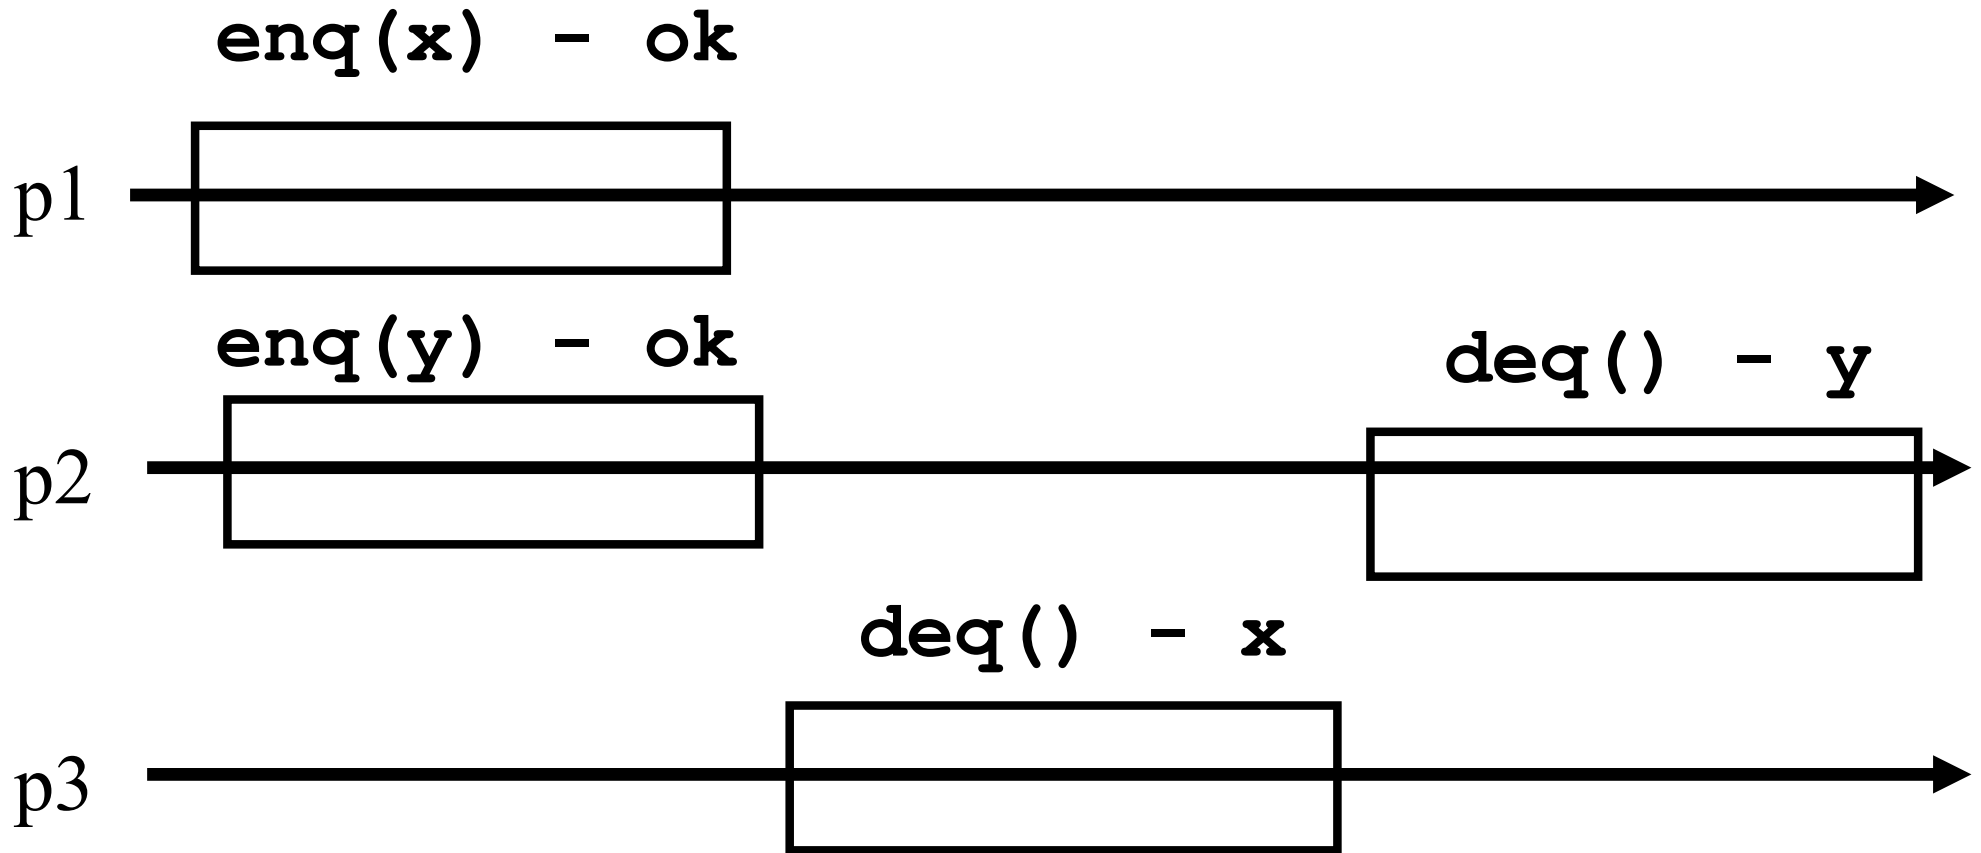 enq(x) - ok
p1
enq(y) - ok
deq() - y
p2
deq() - x
p3